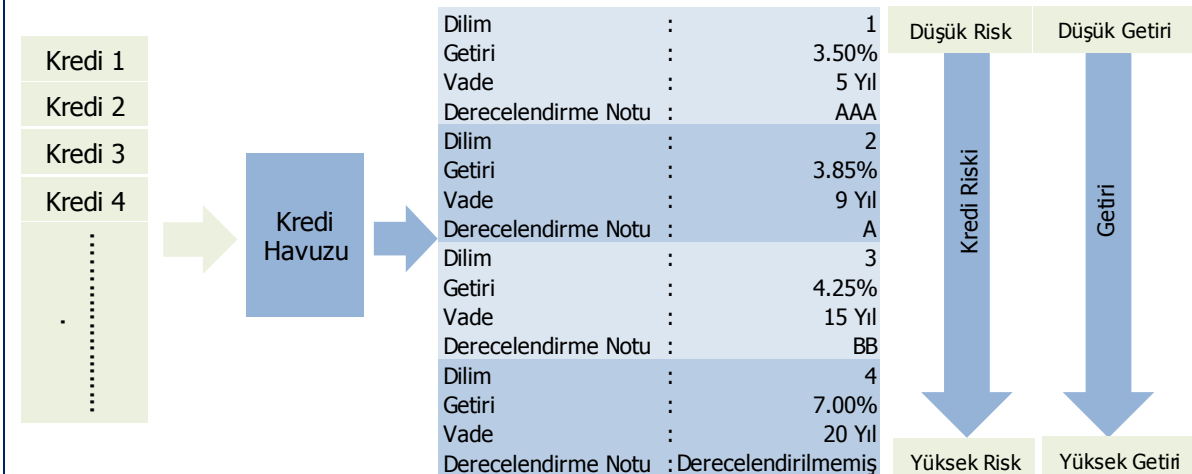 Kredi 1
Kredi 2
Kredi 3
Kredi 4
Kredi
Havuzu
Dilim : 1
Getiri : 3.50%
Vade : 5 Yıl
Derecelendirme Notu : AAA
Dilim : 2
Getiri : 3.85%
Vade : 9 Yıl
Derecelendirme Notu : A
Dilim : 3
Getiri : 4.25%
Vade : 15 Yıl
Derecelendirme Notu : BB
Dilim : 4
Getiri : 7.00%
Vade : 20 Yıl
Derecelendirme Notu : Derecelendirilmemiş
Düşük Risk
Kredi Riski
Yüksek Risk
Düşük Getiri
Getiri
Yüksek Getiri